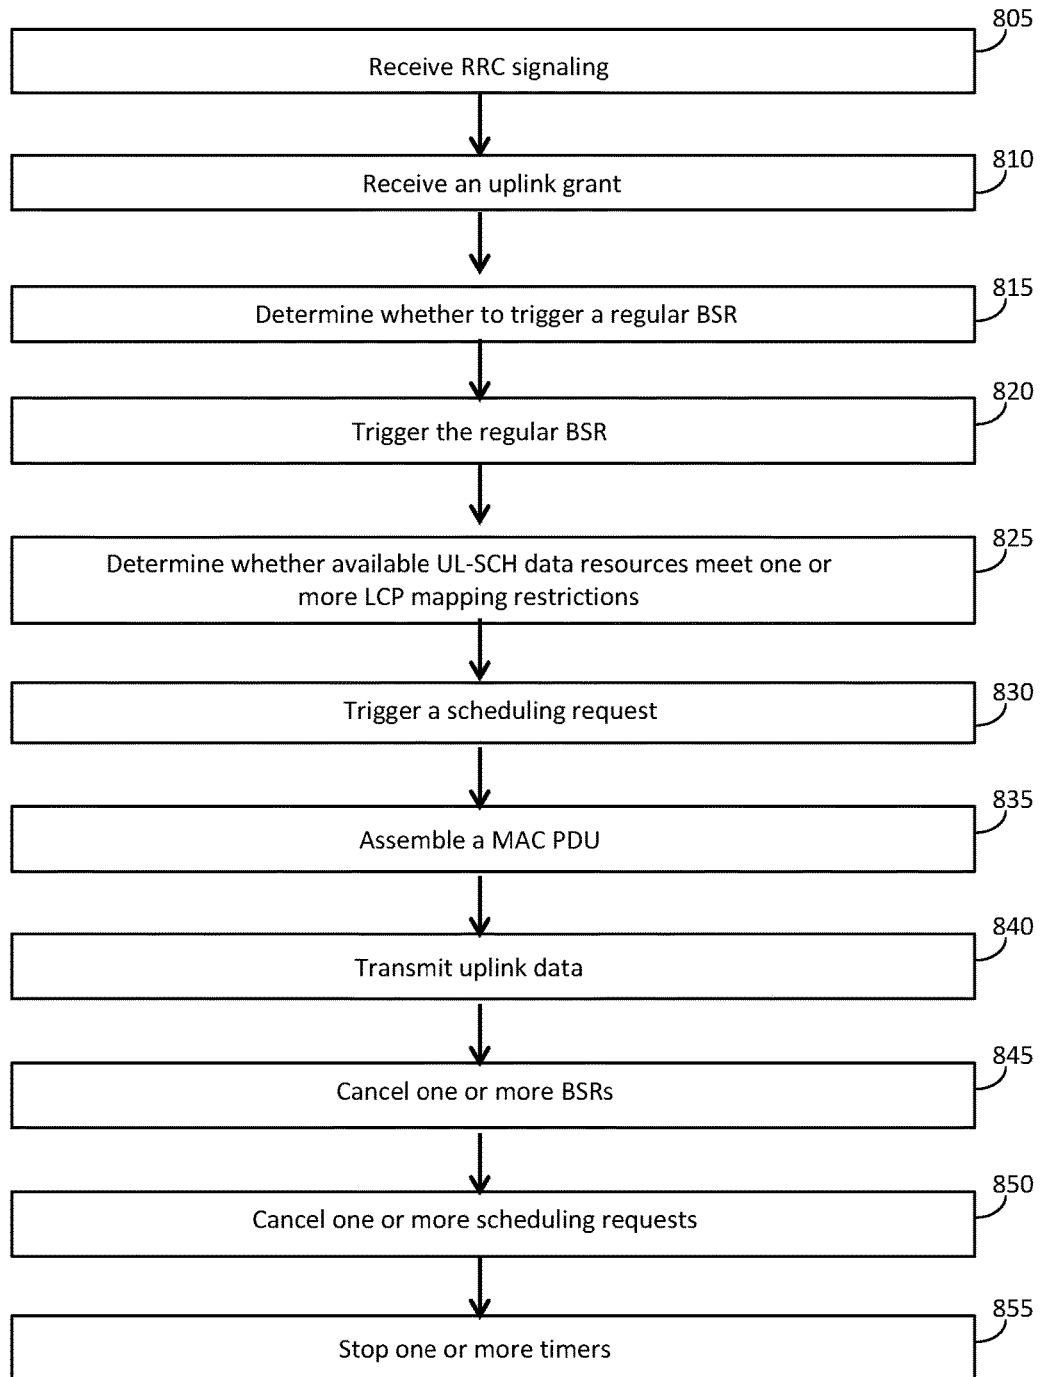 805
Receive RRC signaling
810
Receive an uplink grant
815
Determine whether to trigger a regular BSR
820
Trigger the regular BSR
825
Determine whether available UL-SCH data resources meet one or
more LCP mapping restrictions
830
Trigger a scheduling request
835
Assemble a MAC PDU
840
Transmit uplink data
845
Cancel one or more BSRs
850
Cancel one or more scheduling requests
855
Stop one or more timers